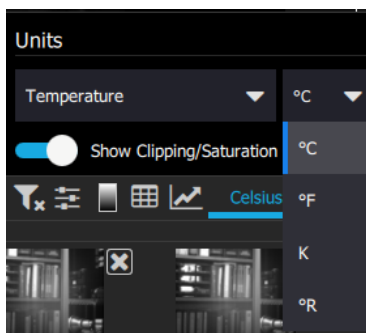 Units
Temperature °C
Show Clipping/Saturation °C
Celsius °F
K
°R